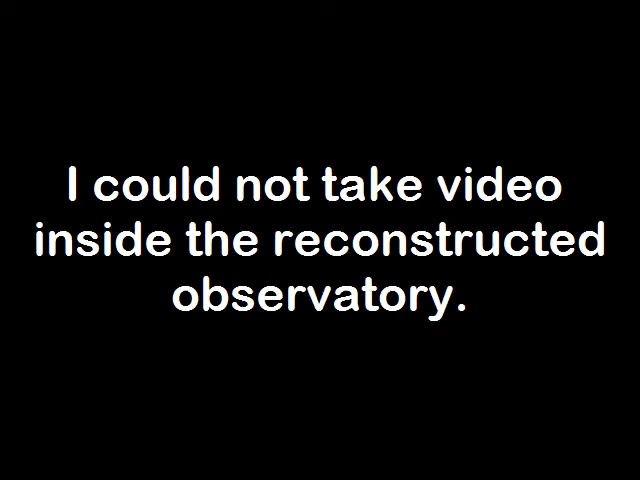 I could not take video
inside the reconstructed
observatory.